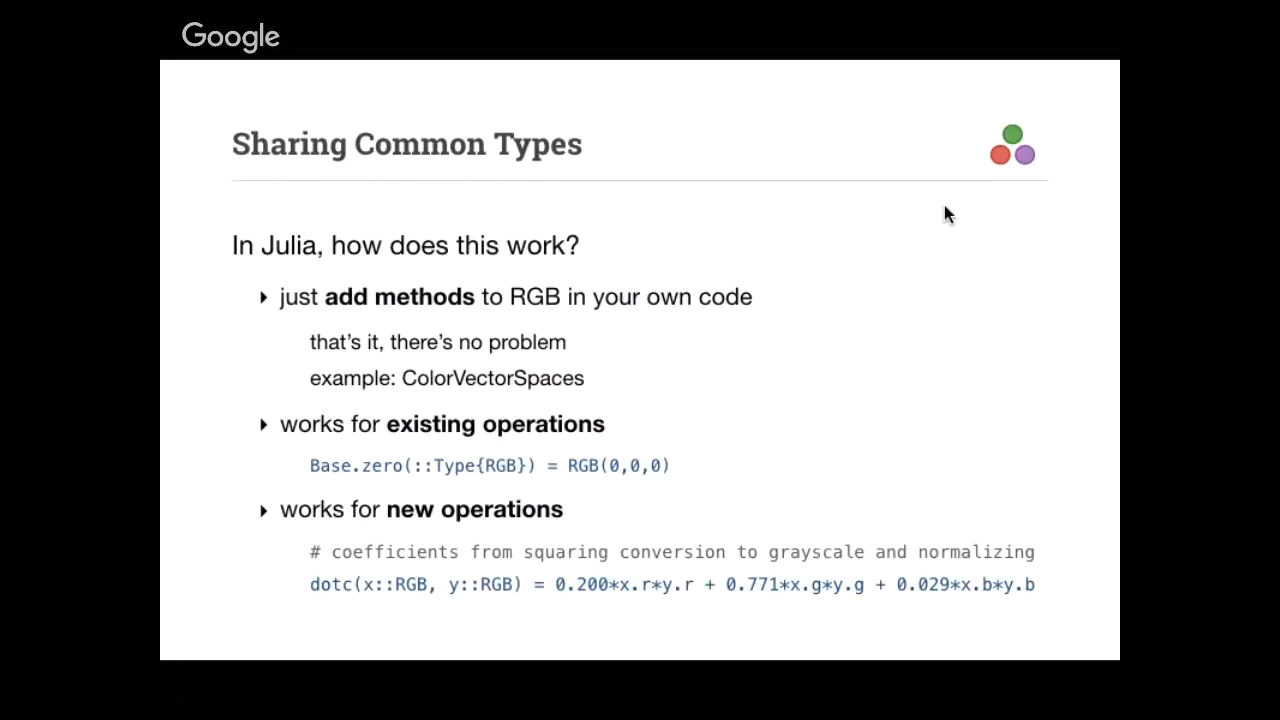 Google
Sharing Common Types
In Julia, how does this work?
just add methods to RGB in your own code
that's it, there's no problem
example: ColorVectorSpaces
works for existing operations
Base.zero(::Type{RGB}) = RGB(0,0,0)
works for new operations
# coefficients from squaring conversion to grayscale and normalizing
dotc(x::RGB, y::RGB) = 0.200*x.r*y.r + 0.771*x.g*y.g + 0.029*x.b*y.b